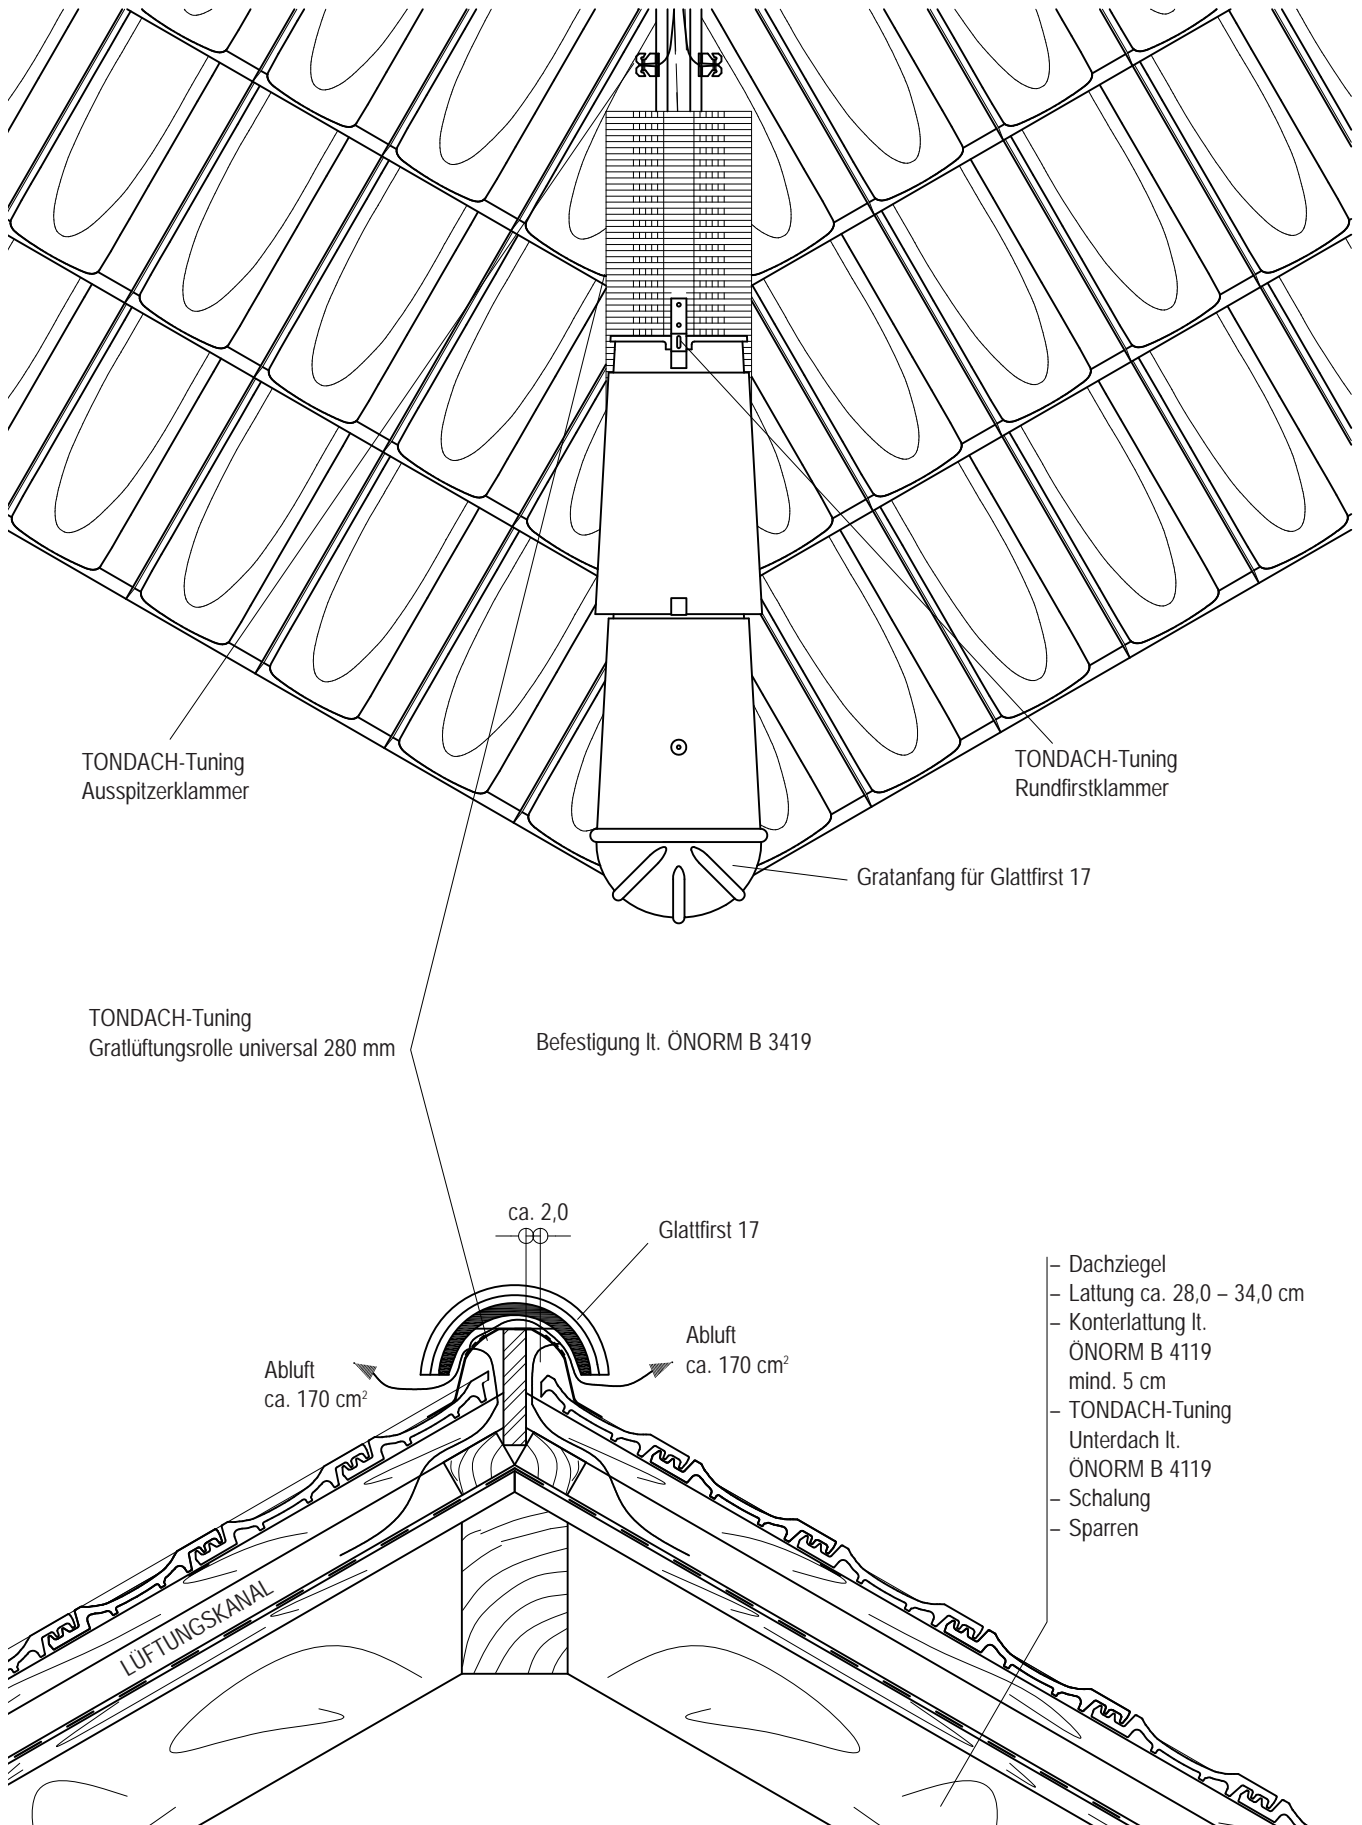 TONDACH-Tuning
Ausspitzerklammer
TONDACH-Tuning
Rundfirstklammer
Gratanfang für Glattfirst 17
TONDACH-Tuning
Gratlüftungsrolle universal 280 mm
Befestigung lt. ÖNORM B 3419
ca. 2,0
Glattfirst 17
Abluft
ca. 170 cm²
Abluft
ca. 170 cm²
– Dachziegel
– Lattung ca. 28,0 – 34,0 cm
– Konterlattung lt.
ÖNORM B 4119
mind. 5 cm
– TONDACH-Tuning
Unterdach lt.
ÖNORM B 4119
– Schalung
– Sparren
LÜFTUNGSKANAL